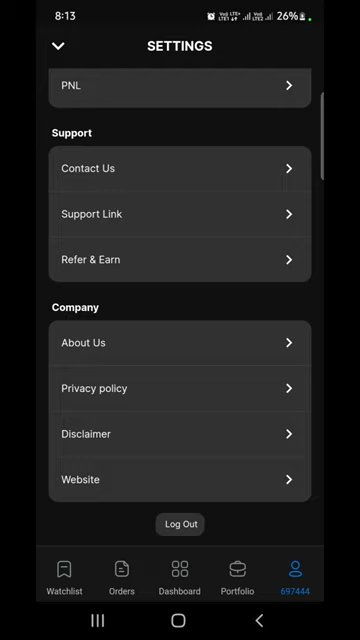 8:13
26%
SETTINGS
PNL
Support
Contact Us
Support Link
Refer & Earn
Company
About Us
Privacy policy
Disclaimer
Website
Log Out
Watchlist Orders Dashboard Portfolio 697444